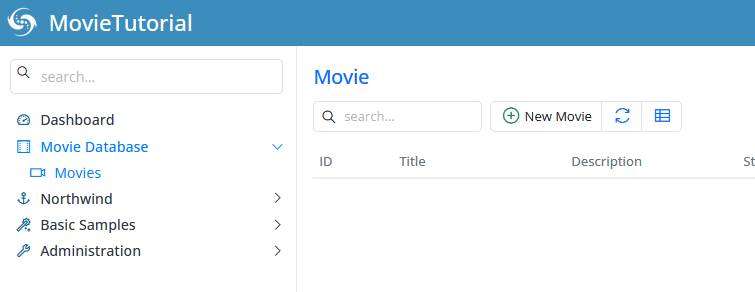 MovieTutorial
search...
Dashboard
Movie Database
Movies
Northwind
Basic Samples
Administration
Movie
search...
New Movie
ID Title Description St